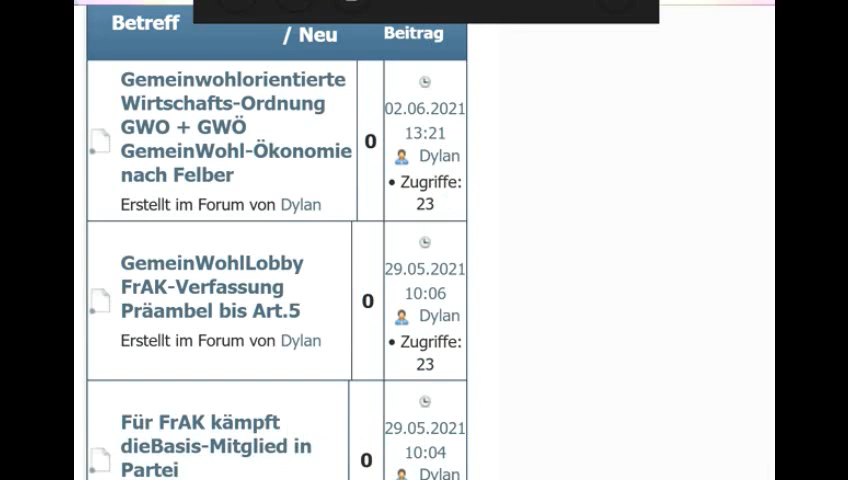 Betreff
/ Neu
Beitrag
Gemeinwohlorientierte
Wirtschafts-Ordnung
GWO + GWÖ
GemeinWohl-Ökonomie
nach Felber
Erstellt im Forum von Dylan
0
02.06.2021
13:21
Dylan
• Zugriffe:
23
GemeinWohlLobby
FrAK-Verfassung
Präambel bis Art.5
Erstellt im Forum von Dylan
0
29.05.2021
10:06
Dylan
• Zugriffe:
23
Für FrAK kämpft
dieBasis-Mitglied in
Partei
0
29.05.2021
10:04
Dylan